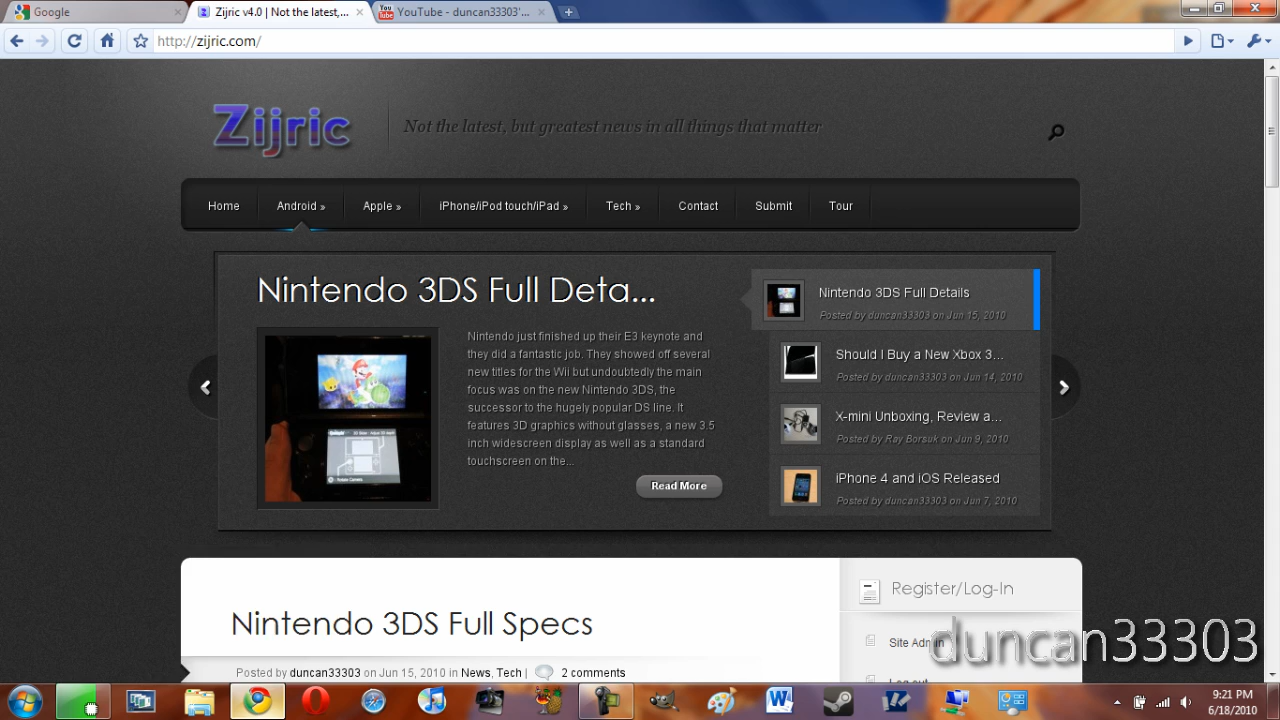 Google
Zijric v4.0 | Not the latest,...
YouTube - duncan33303'...
http://zijric.com/
Zijric
Not the latest, but greatest news in all things that matter
Home
Android »
Apple »
iPhone/iPod touch/iPad »
Tech »
Contact
Submit
Tour
Nintendo 3DS Full Deta...
Nintendo just finished up their E3 keynote and
they did a fantastic job. They showed off several
new titles for the Wii but undoubtedly the main
focus was on the new Nintendo 3DS, the
successor to the hugely popular DS line. It
features 3D graphics without glasses, a new 3.5
inch widescreen display as well as a standard
touchscreen on the...
Read More
Nintendo 3DS Full Details
Posted by duncan33303 on Jun 15, 2010
Should I Buy a New Xbox 3...
Posted by duncan33303 on Jun 14, 2010
X-mini Unboxing, Review a...
Posted by Ray Borsuk on Jun 9, 2010
iPhone 4 and iOS Released
Posted by duncan33303 on Jun 7, 2010
Nintendo 3DS Full Specs
Posted by duncan33303 on Jun 15, 2010 in News, Tech | 2 comments
Register/Log-In
Site Admin
duncan33303
9:21 PM
6/18/2010